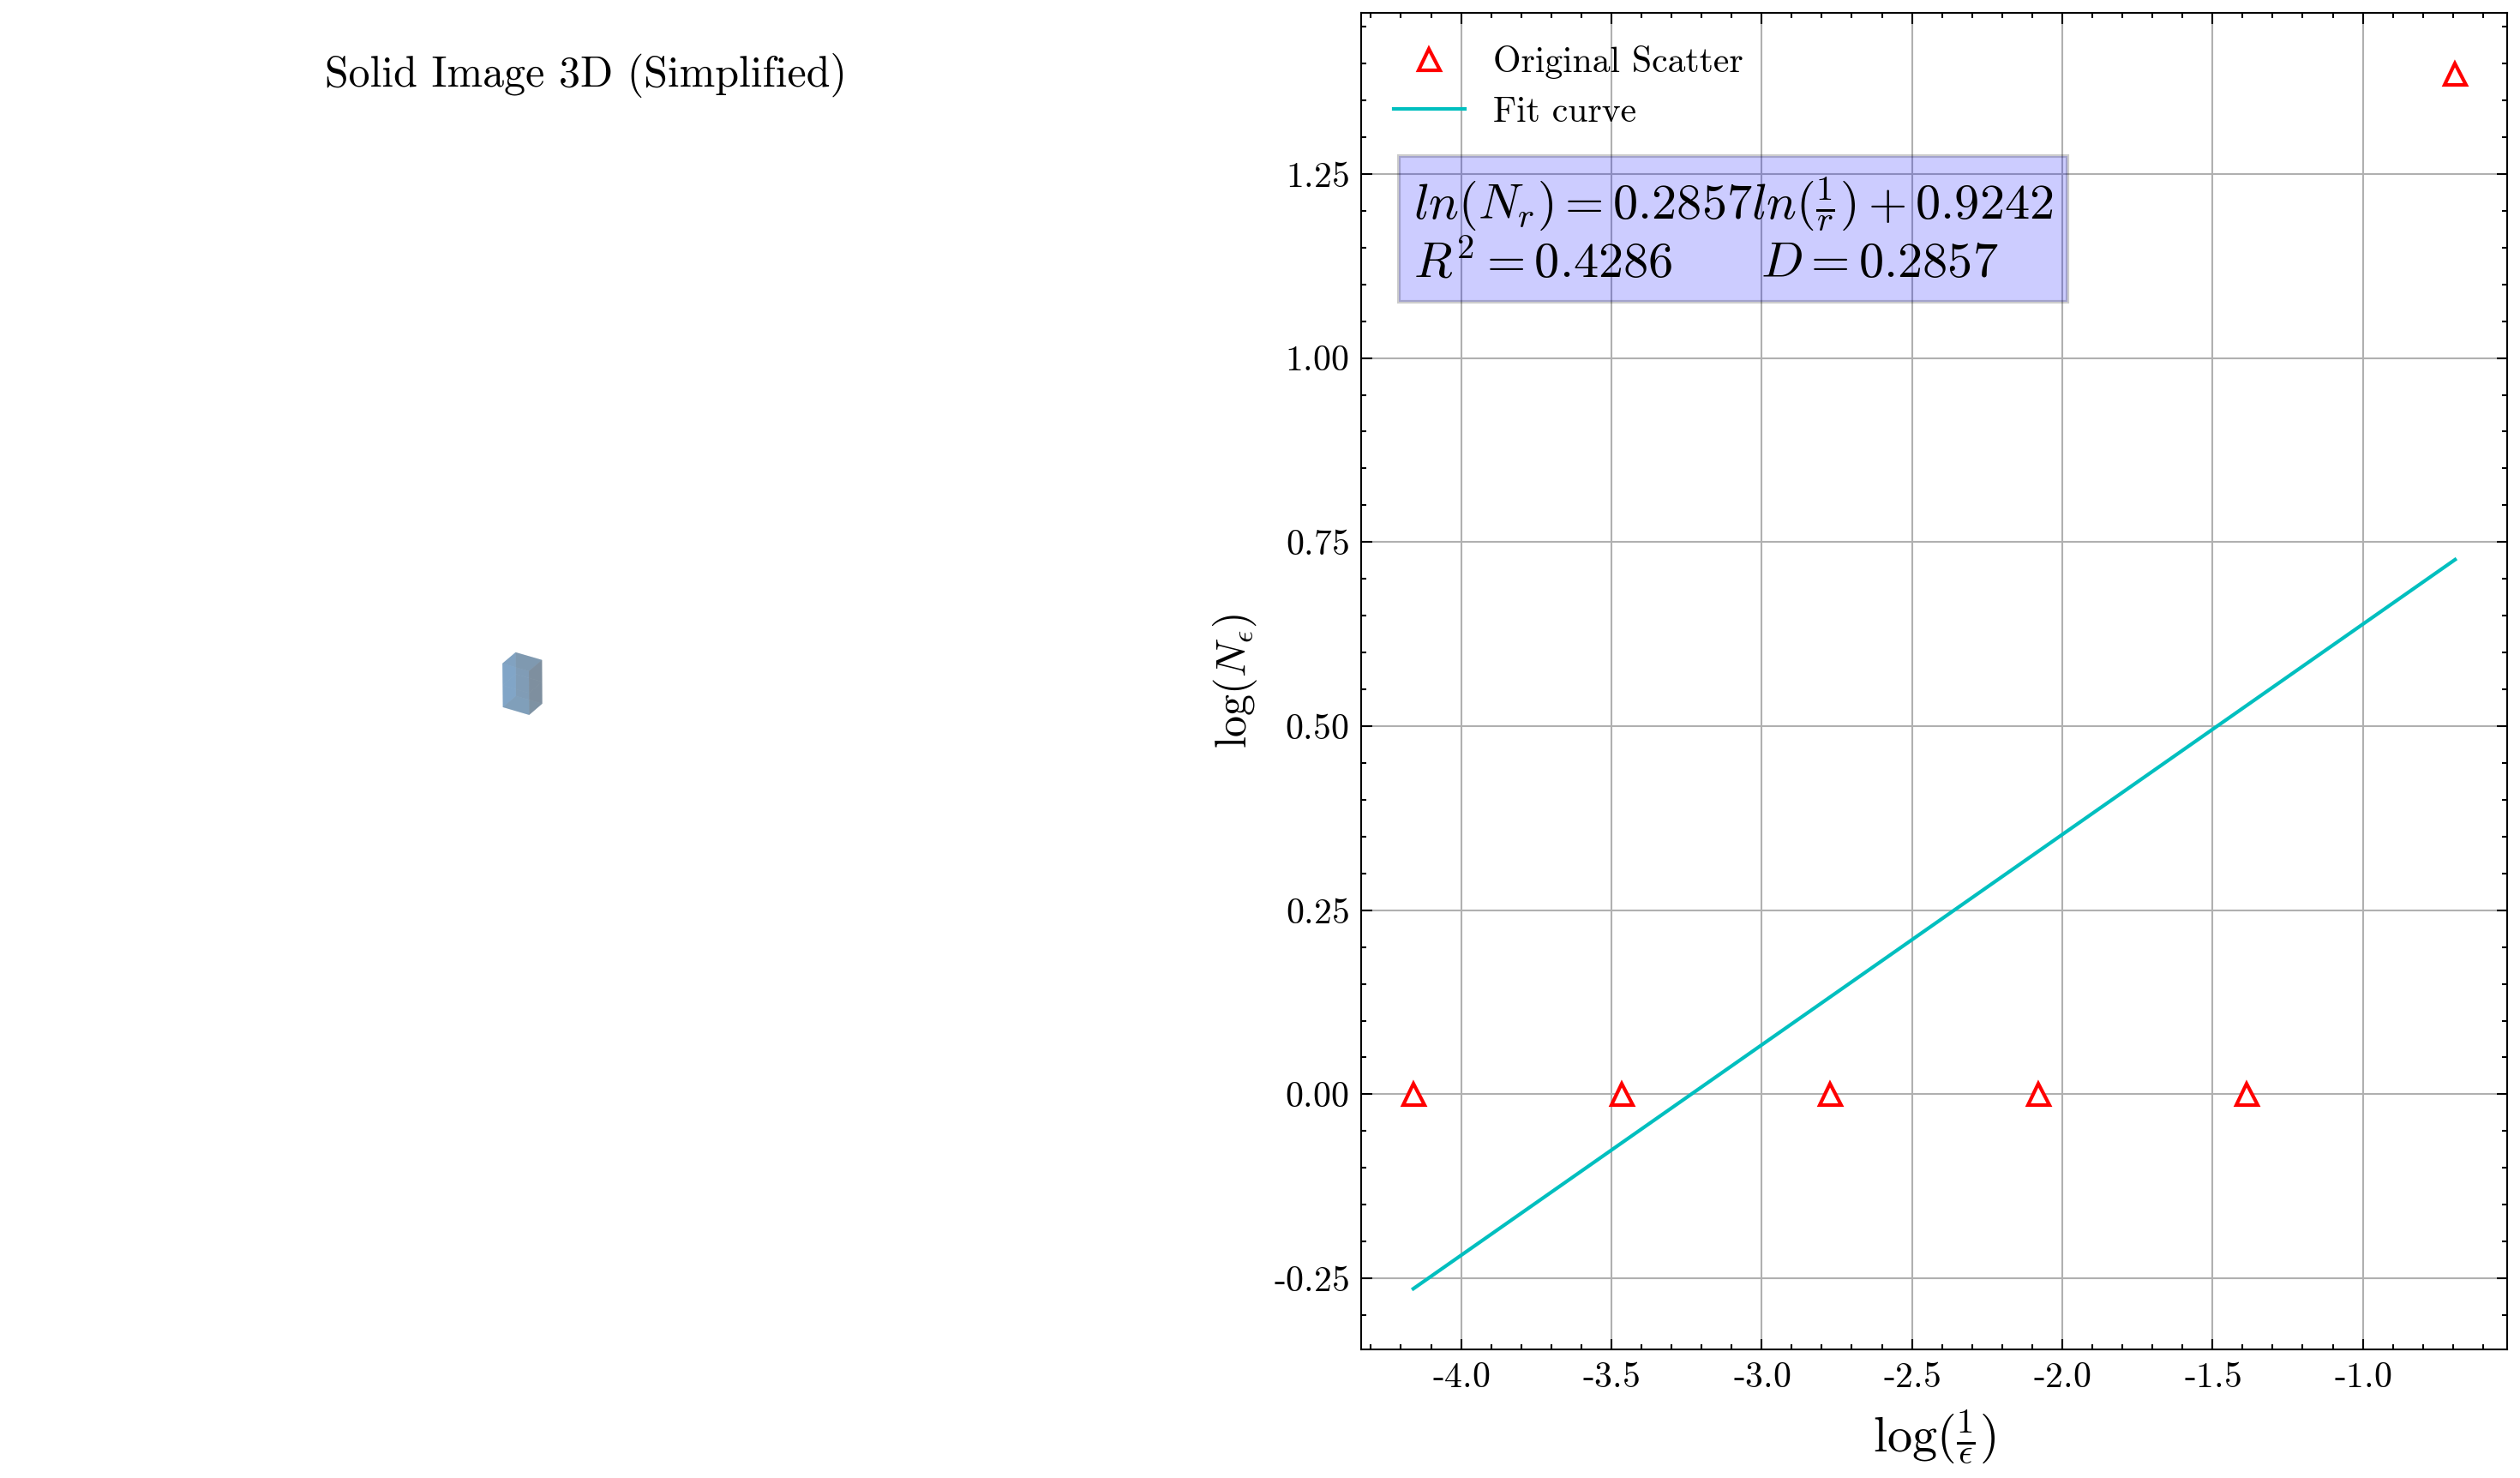 Solid Image 3D (Simplified)
Original Scatter
Fit curve
ln(N_r) = 0.2857ln(1/r) + 0.9242
R^2 = 0.4286 D = 0.2857
log(N_ϵ)
1.25
1.00
0.75
0.50
0.25
0.00
-0.25
-4.0 -3.5 -3.0 -2.5 -2.0 -1.5 -1.0
log(1/ϵ)